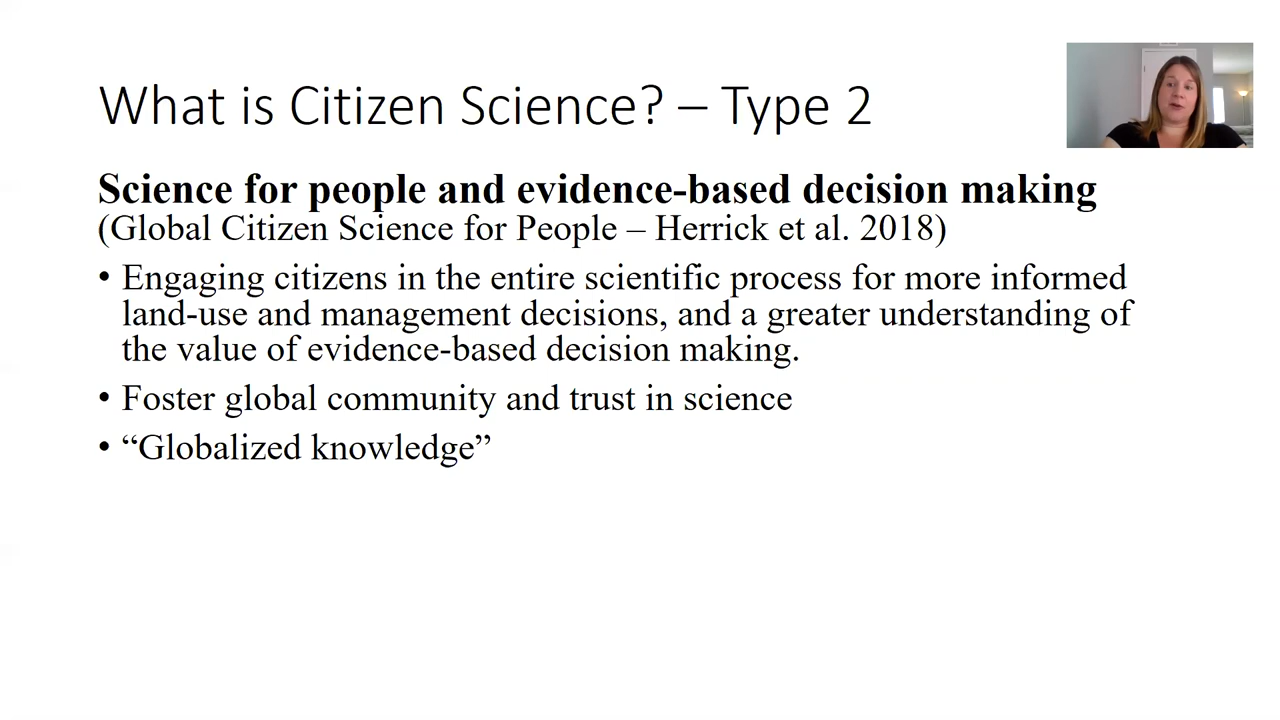 What is Citizen Science? – Type 2
Science for people and evidence-based decision making
(Global Citizen Science for People – Herrick et al. 2018)
• Engaging citizens in the entire scientific process for more informed
land-use and management decisions, and a greater understanding of
the value of evidence-based decision making.
• Foster global community and trust in science
• “Globalized knowledge”